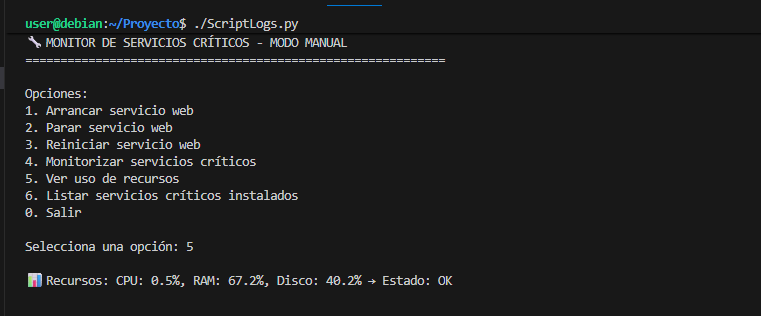 user@debian:~/Proyecto$ ./ScriptLogs.py
🔧 MONITOR DE SERVICIOS CRÍTICOS - MODO MANUAL
============================================================
Opciones:
1. Arrancar servicio web
2. Parar servicio web
3. Reiniciar servicio web
4. Monitorizar servicios críticos
5. Ver uso de recursos
6. Listar servicios críticos instalados
0. Salir
Selecciona una opción: 5
📊 Recursos: CPU: 0.5%, RAM: 67.2%, Disco: 40.2% → Estado: OK